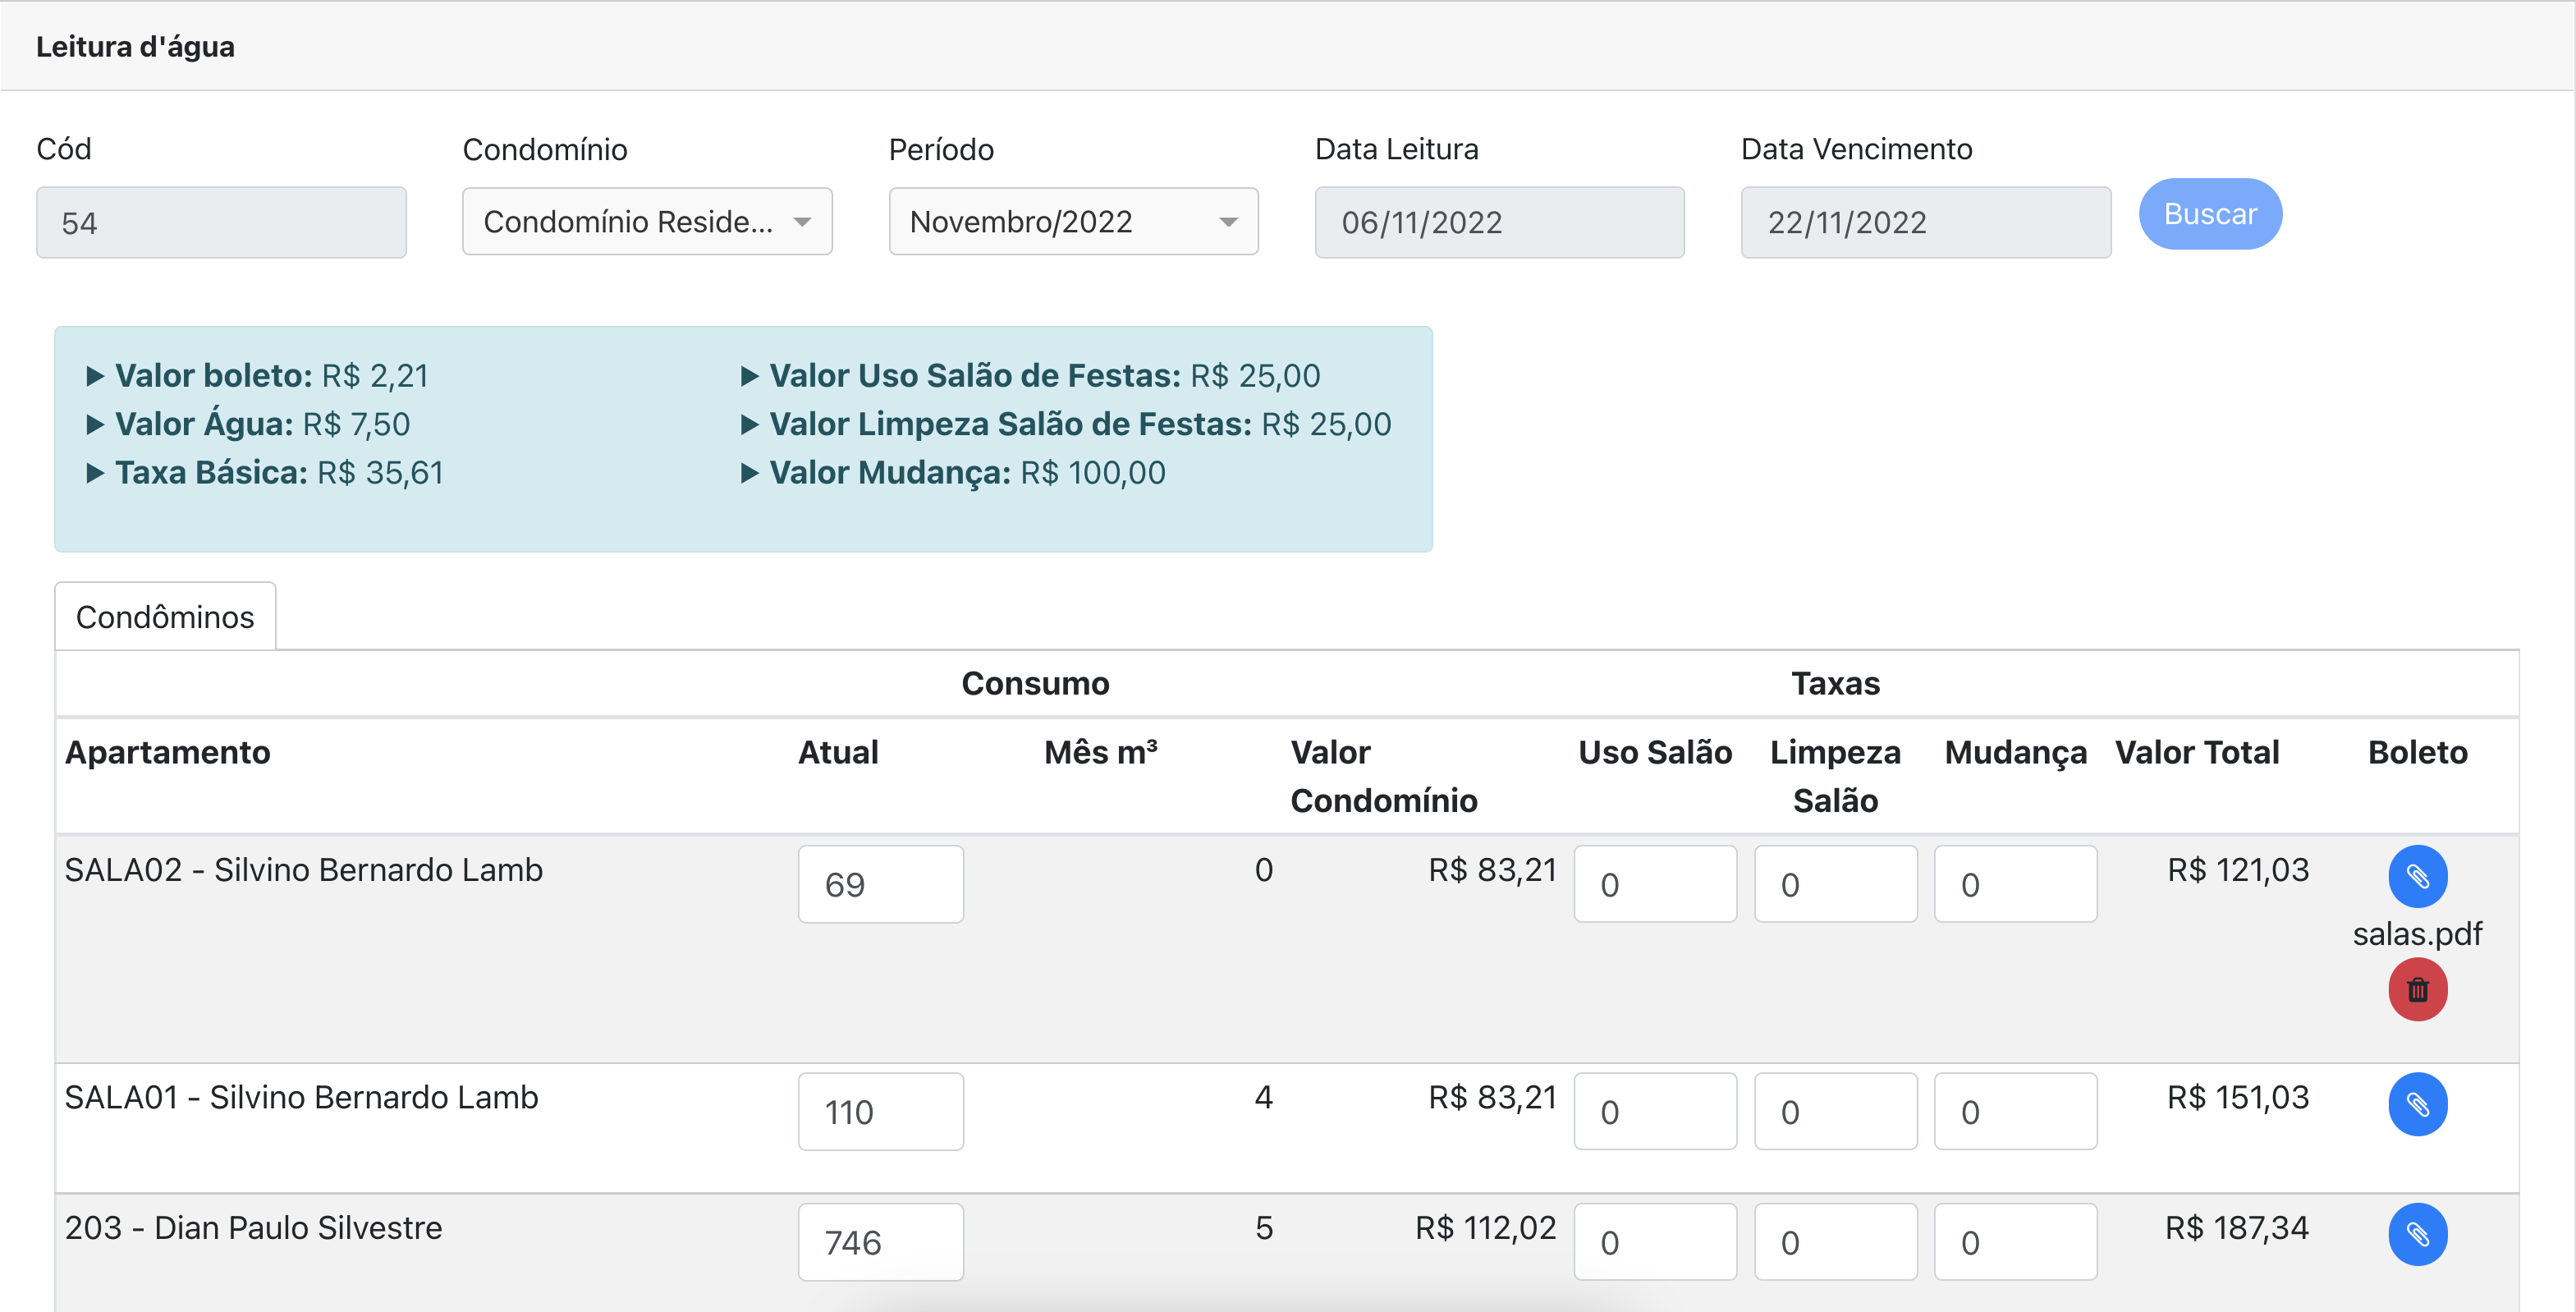 Leitura d'água
Cód
Condomínio
Período
Data Leitura
Data Vencimento
54
Condomínio Reside...
Novembro/2022
06/11/2022
22/11/2022
Buscar
Valor boleto: R$ 2,21
Valor Água: R$ 7,50
Taxa Básica: R$ 35,61
Valor Uso Salão de Festas: R$ 25,00
Valor Limpeza Salão de Festas: R$ 25,00
Valor Mudança: R$ 100,00
Condôminos
Consumo
Taxas
Apartamento
Atual
Mês m³
Valor
Condomínio
Uso Salão
Limpeza
Salão
Mudança
Valor Total
Boleto
SALA02 - Silvino Bernardo Lamb
69
0
R$ 83,21
0
0
0
R$ 121,03
salas.pdf
SALA01 - Silvino Bernardo Lamb
110
4
R$ 83,21
0
0
0
R$ 151,03
203 - Dian Paulo Silvestre
746
5
R$ 112,02
0
0
0
R$ 187,34